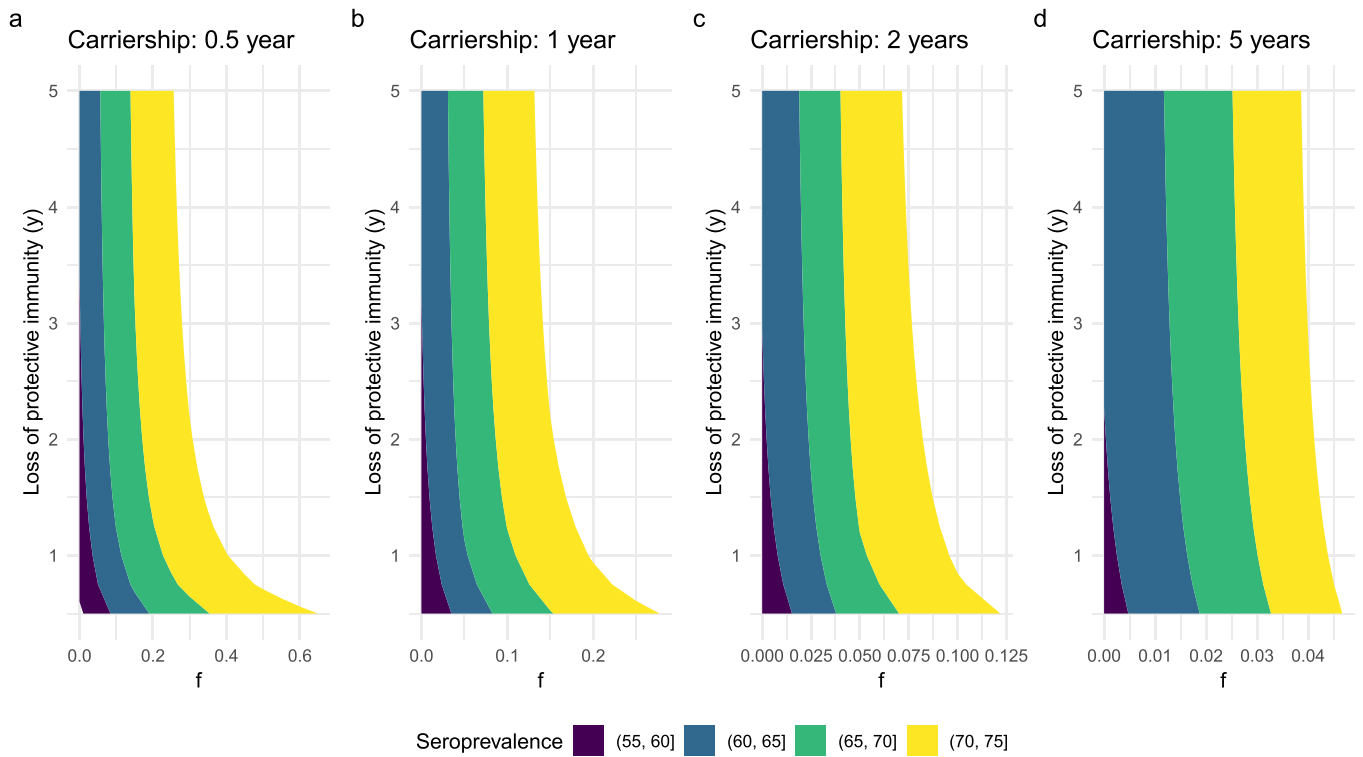 a
Carriership: 0.5 year
Loss of protective immunity (y)
5
4
3
2
1
0.0 0.2 0.4 0.6
f
b
Carriership: 1 year
Loss of protective immunity (y)
5
4
3
2
1
0.0 0.1 0.2
f
c
Carriership: 2 years
Loss of protective immunity (y)
5
4
3
2
1
0.000 0.025 0.050 0.075 0.100 0.125
f
d
Carriership: 5 years
Loss of protective immunity (y)
5
4
3
2
1
0.00 0.01 0.02 0.03 0.04
f
Seroprevalence (55, 60] (60, 65] (65, 70] (70, 75]